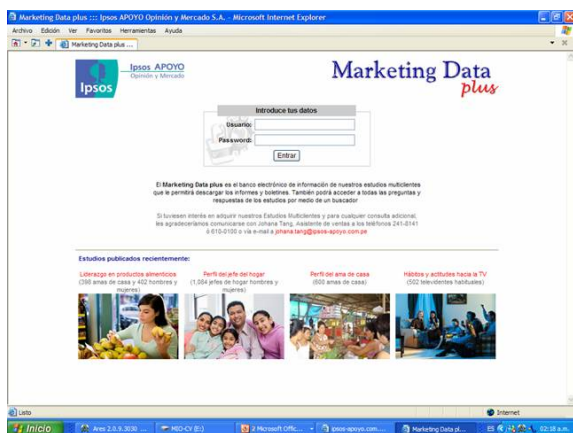 Marketing Data plus ::: Ipsos APOYO Opinión y Mercado S.A. - Microsoft Internet Explorer
Archivo Edición Ver Favoritos Herramientas Ayuda
Marketing Data plus ...
Ipsos
Ipsos APOYO
Opinión y Mercado
Marketing Data
plus
Introduce tus datos
Usuario:
Password:
Entrar
El Marketing Data plus es el banco electrónico de información de nuestros estudios multiclientes
que le permitirá descargar los informes y boletines. También podrá acceder a todas las preguntas y
respuestas de los estudios por medio de un buscador
Si tuviesen interés en adquirir nuestros Estudios Multiclientes y para cualquier consulta adicional,
les agradeceríamos comunicarse con Johana Tang, Asistente de ventas a los teléfonos 241-8141
ó 610-0100 o vía e-mail a johana.tang@ipsos-apoyo.com.pe
Estudios publicados recientemente:
Liderazgo en productos alimenticios
(398 amas de casa y 402 hombres y
mujeres)
Perfil del jefe del hogar
(1,084 jefes de hogar hombres y
mujeres)
Perfil del ama de casa
(600 amas de casa)
Hábitos y actitudes hacia la TV
(502 televidentes habituales)
Listo
Internet
Inicio
Ares 2.0.9.3030 ...
MIO-CV (E:)
2 Microsoft Offic...
ipsos-apoyo.com....
Marketing Data pl...
ES
02:18 a.m.